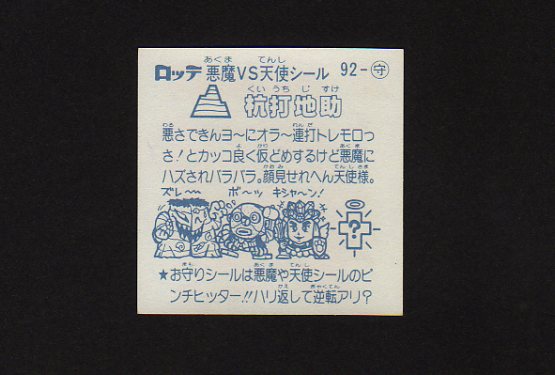 ロッテ 悪魔VS天使シール 92-守
杭打地助
悪さできんヨ〜にオラ〜連打トレモロっ
さ!とカッコ良く仮どめするけど悪魔に
ハズされバラバラ。顔見せれへん天使様。
ズレ〜 ボ〜ッ キシャ〜ン!
?
★お守りシールは悪魔や天使シールのピ
ンチヒッター!!ハリ返して逆転アリ?